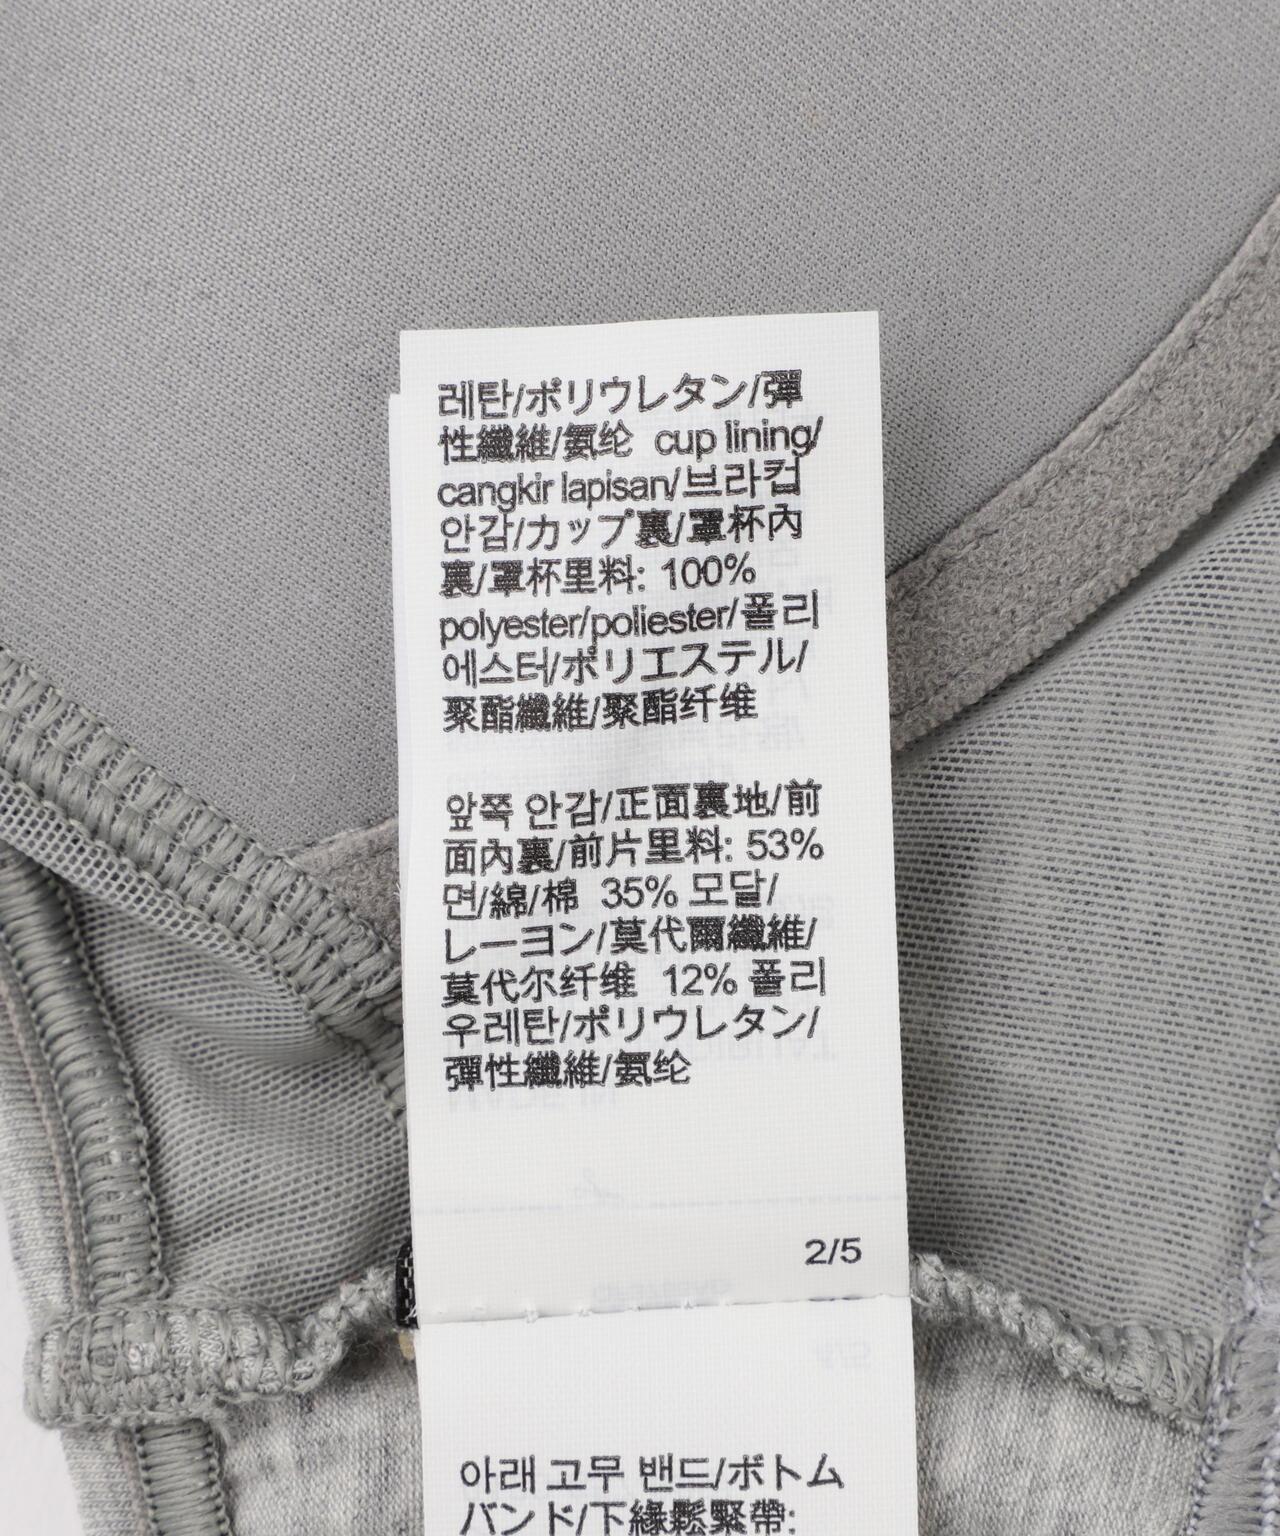 레탄/ポリウレタン/彈
性纖維/氨纶 cup lining/
cangkir lapisan/브라컵
안감/カップ裏/罩杯內
裏/罩杯里料: 100%
polyester/poliester/폴리
에스터/ポリエステル/
聚酯纖維/聚酯纤维
앞쪽 안감/正面裏地/前
面內裏/前片里料: 53%
면/綿/棉 35% 모달/
レーヨン/莫代爾纖維/
莫代尔纤维 12% 폴리
우레탄/ポリウレタン/
彈性纖維/氨纶
2/5
아래 고무 밴드/ボトム
バンド/下緣鬆緊帶: